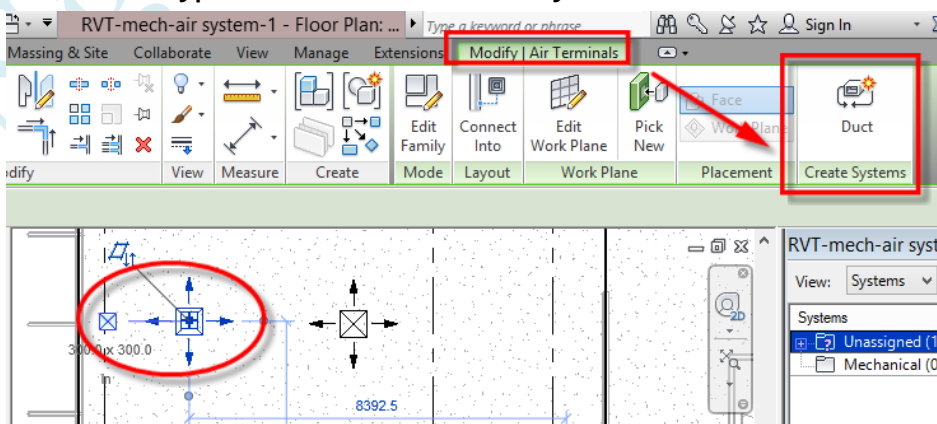 RVT-mech-air system-1 - Floor Plan: ...
Type a keyword or phrase
Sign In
Massing & Site Collaborate View Manage Extensions Modify | Air Terminals
Face
Work Plane
Edit Family
Connect Into
Edit Work Plane
Pick New
Duct
View Measure Create Mode Layout Work Plane Placement Create Systems
RVT-mech-air syst
View: Systems
2D
Systems
Unassigned (1
Mechanical (0
300.0 x 300.0
In
8392.5